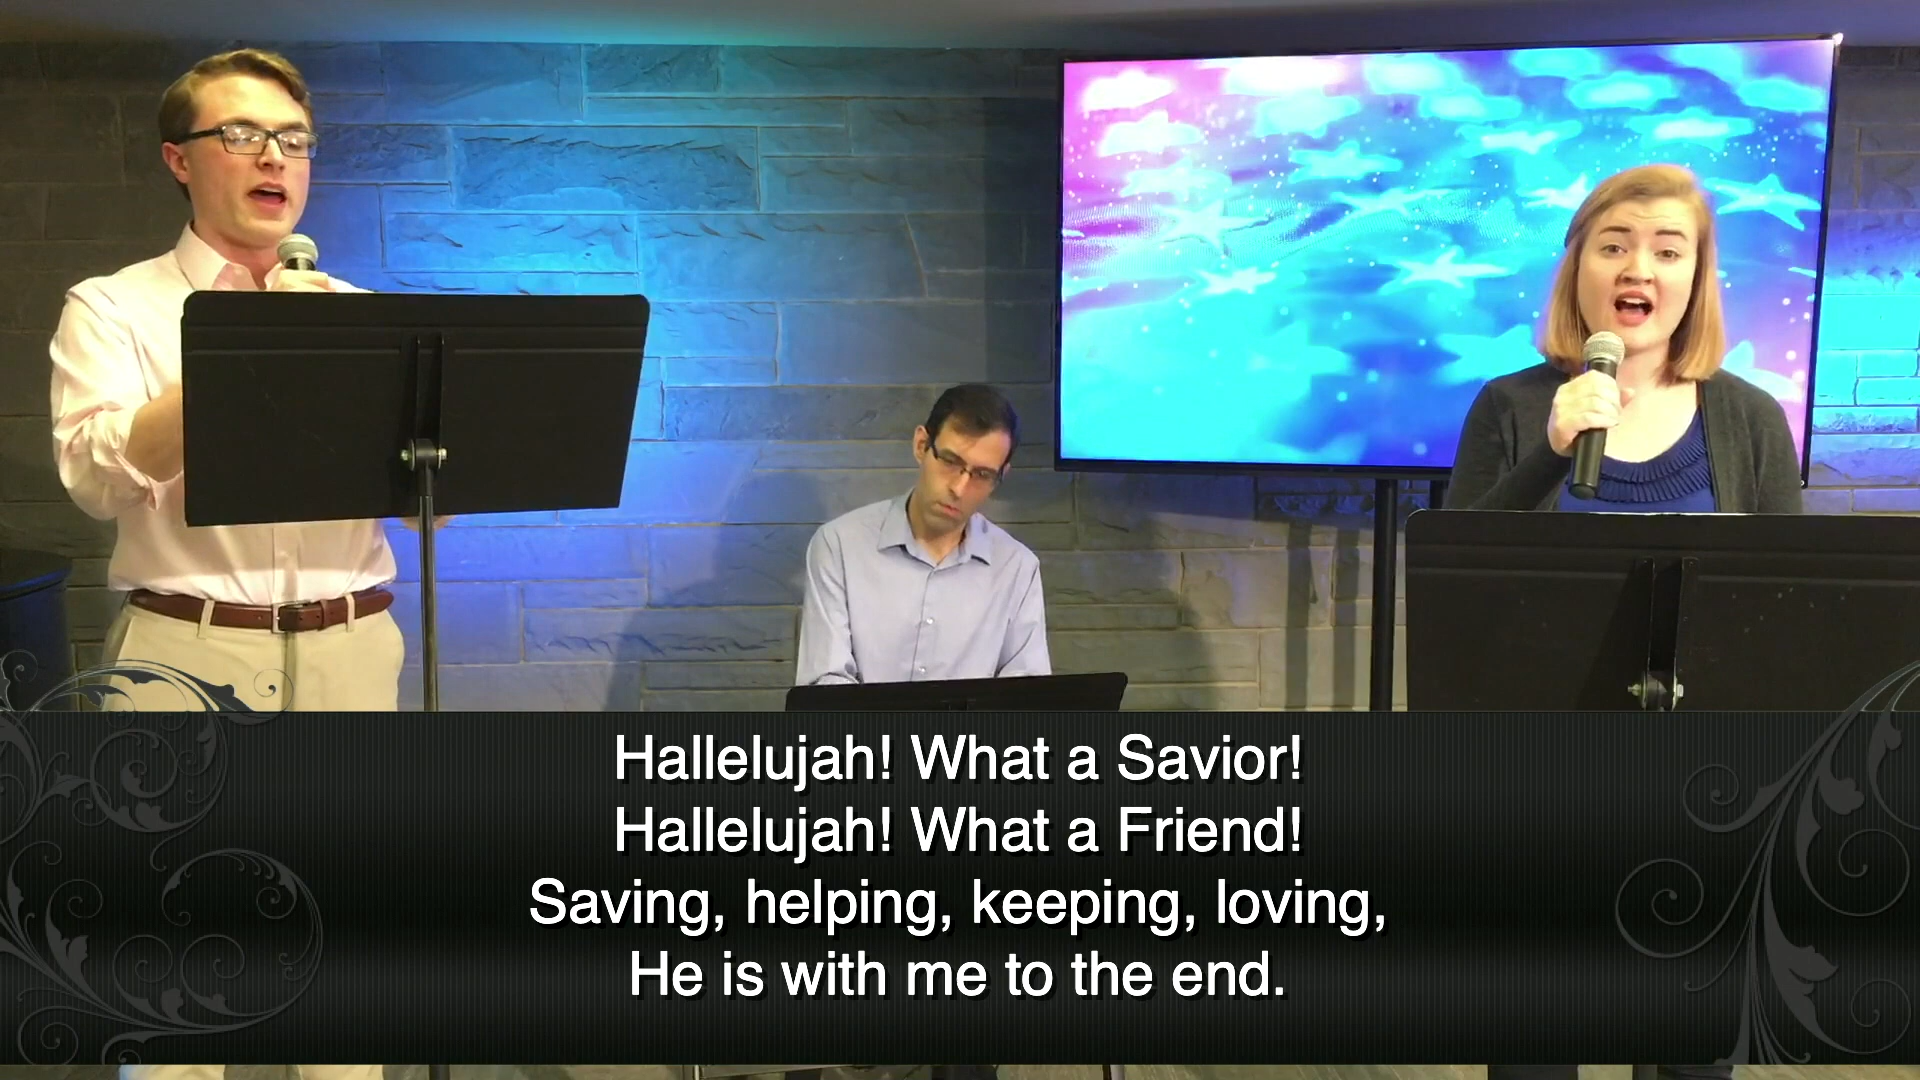 Hallelujah! What a Savior!
Hallelujah! What a Friend!
Saving, helping, keeping, loving,
He is with me to the end.